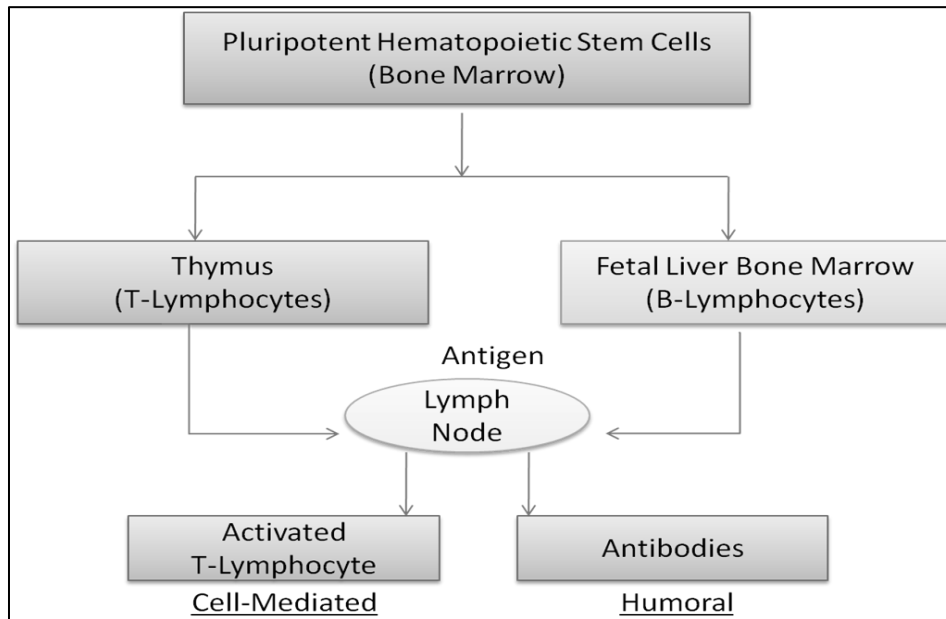 Pluripotent Hematopoietic Stem Cells
(Bone Marrow)
Thymus
(T-Lymphocytes)
Fetal Liver Bone Marrow
(B-Lymphocytes)
Antigen
Lymph
Node
Activated
T-Lymphocyte
Antibodies
Cell-Mediated
Humoral